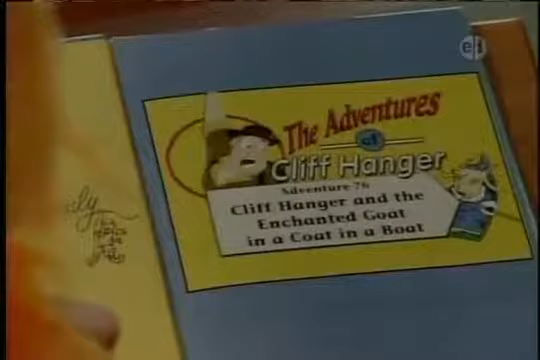 The Adventures
of
Cliff Hanger
Adventure 76
Cliff Hanger and the
Enchanted Goat
in a Coat in a Boat